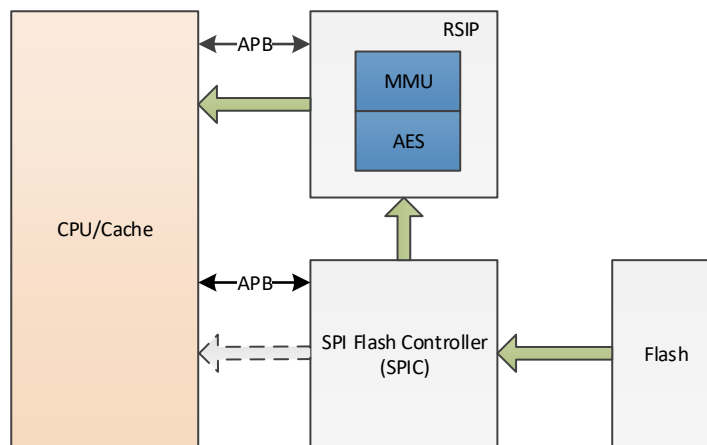 APB
RSIP
MMU
AES
CPU/Cache
APB
SPI Flash Controller
(SPIC)
Flash